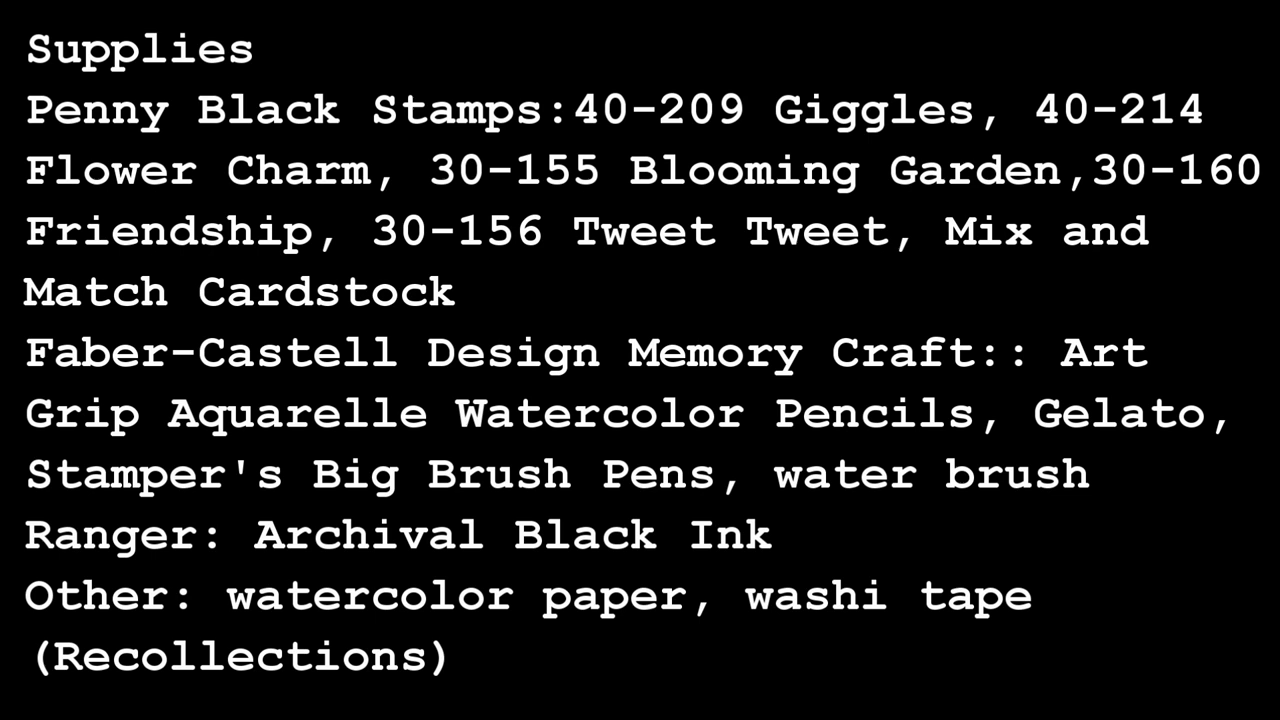 Supplies
Penny Black Stamps:40-209 Giggles, 40-214
Flower Charm, 30-155 Blooming Garden,30-160
Friendship, 30-156 Tweet Tweet, Mix and
Match Cardstock
Faber-Castell Design Memory Craft:: Art
Grip Aquarelle Watercolor Pencils, Gelato,
Stamper's Big Brush Pens, water brush
Ranger: Archival Black Ink
Other: watercolor paper, washi tape
(Recollections)